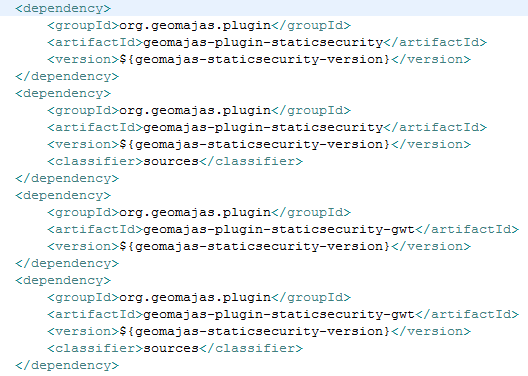 <dependency>
    <groupId>org.geomajas.plugin</groupId>
    <artifactId>geomajas-plugin-staticsecurity</artifactId>
    <version>${geomajas-staticsecurity-version}</version>
</dependency>
<dependency>
    <groupId>org.geomajas.plugin</groupId>
    <artifactId>geomajas-plugin-staticsecurity</artifactId>
    <version>${geomajas-staticsecurity-version}</version>
    <classifier>sources</classifier>
</dependency>
<dependency>
    <groupId>org.geomajas.plugin</groupId>
    <artifactId>geomajas-plugin-staticsecurity-gwt</artifactId>
    <version>${geomajas-staticsecurity-version}</version>
</dependency>
<dependency>
    <groupId>org.geomajas.plugin</groupId>
    <artifactId>geomajas-plugin-staticsecurity-gwt</artifactId>
    <version>${geomajas-staticsecurity-version}</version>
    <classifier>sources</classifier>
</dependency>